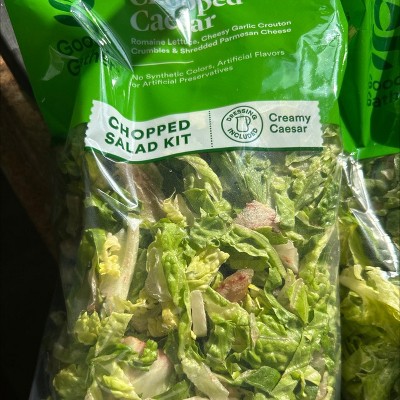 Chopped
Caesar
Romaine Lettuce, Cheesy Garlic Crouton
Crumbles & Shredded Parmesan Cheese
No Synthetic Colors, Artificial Flavors
or Artificial Preservatives
CHOPPED
SALAD KIT
DRESSING
INCLUDED
Creamy
Caesar